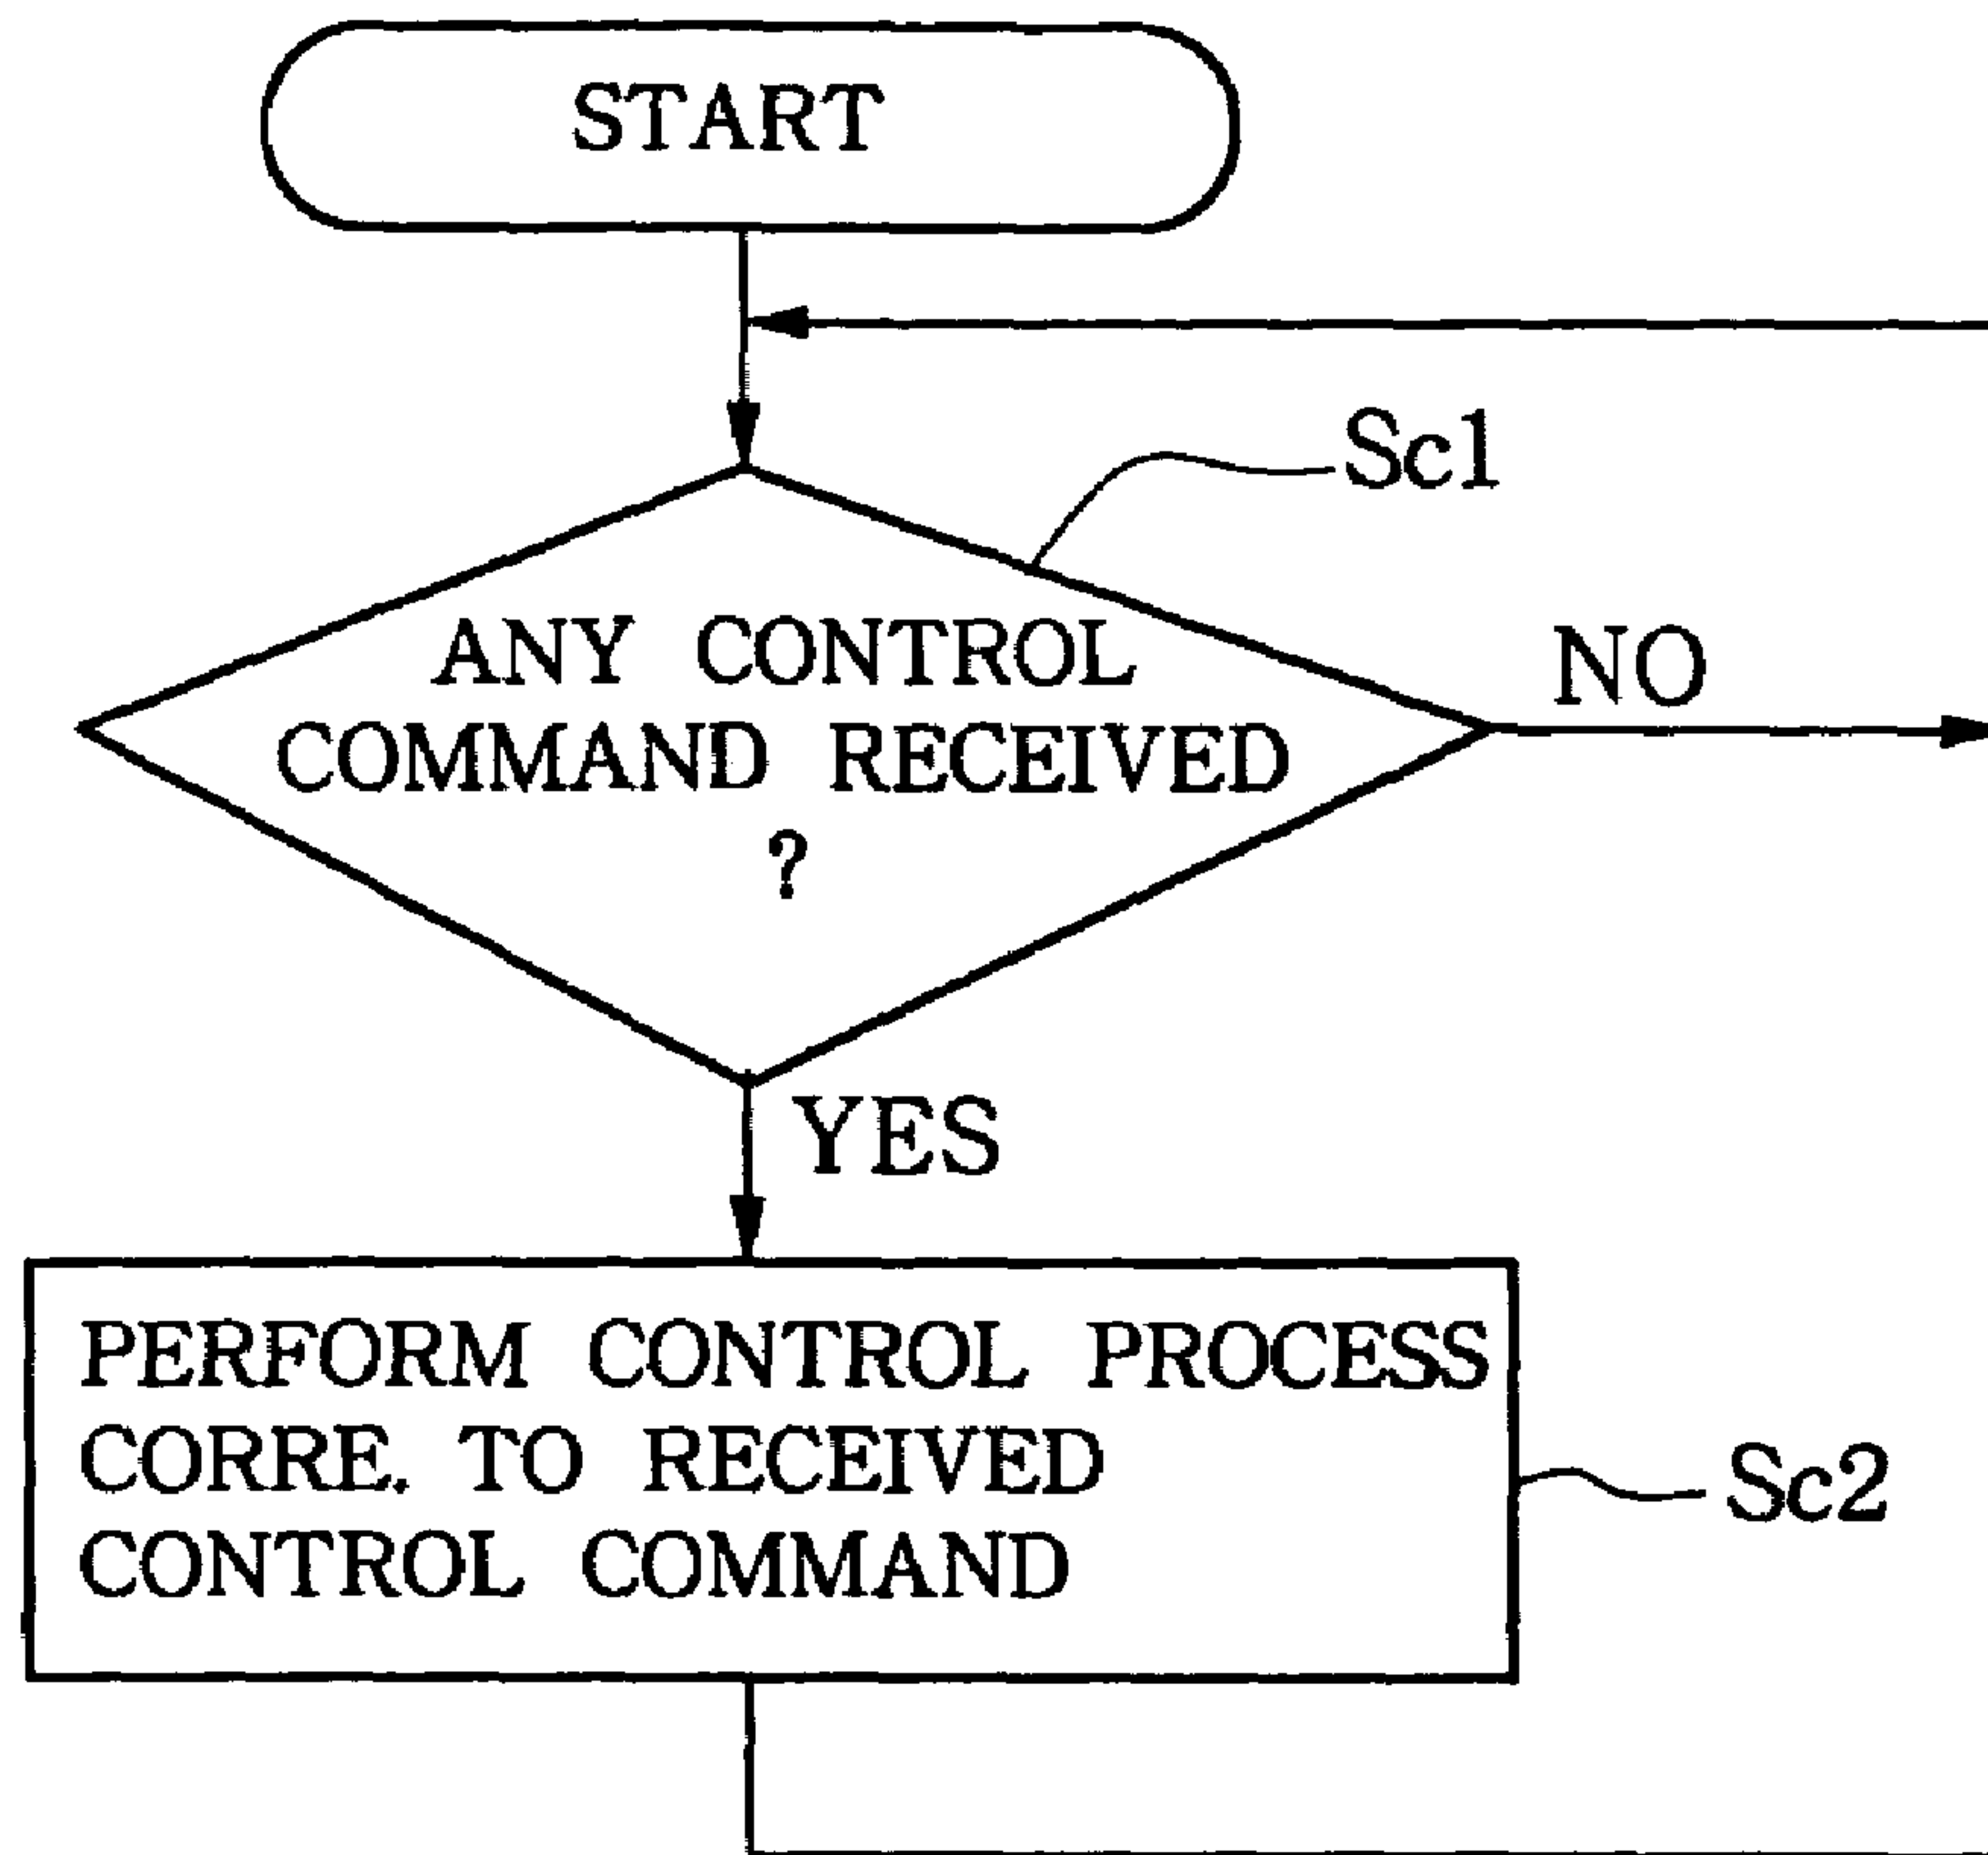 START
Sc1
ANY CONTROL
COMMAND RECEIVED
?
NO
YES
PERFORM CONTROL PROCESS
CORRE. TO RECEIVED
CONTROL COMMAND
Sc2